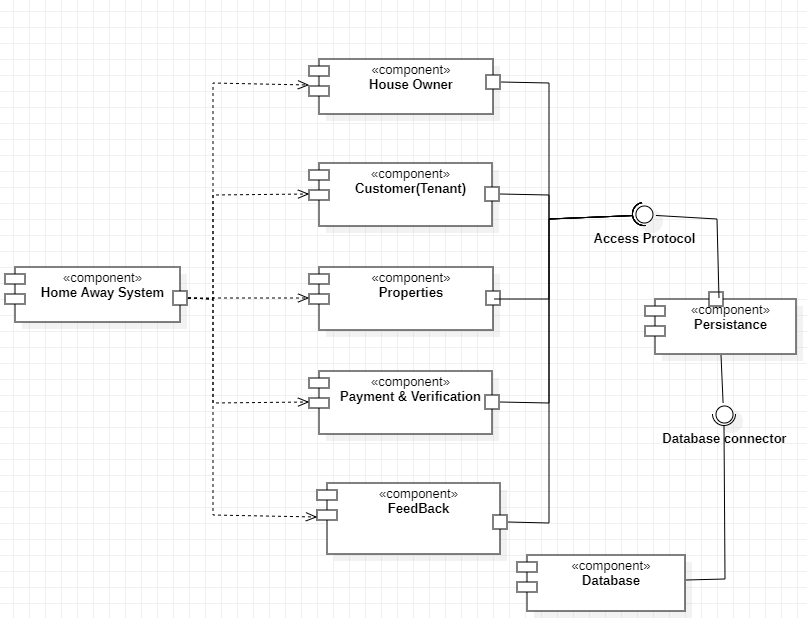 «component»
House Owner
«component»
Customer(Tenant)
Access Protocol
«component»
Home Away System
«component»
Properties
«component»
Persistance
«component»
Payment & Verification
Database connector
«component»
FeedBack
«component»
Database